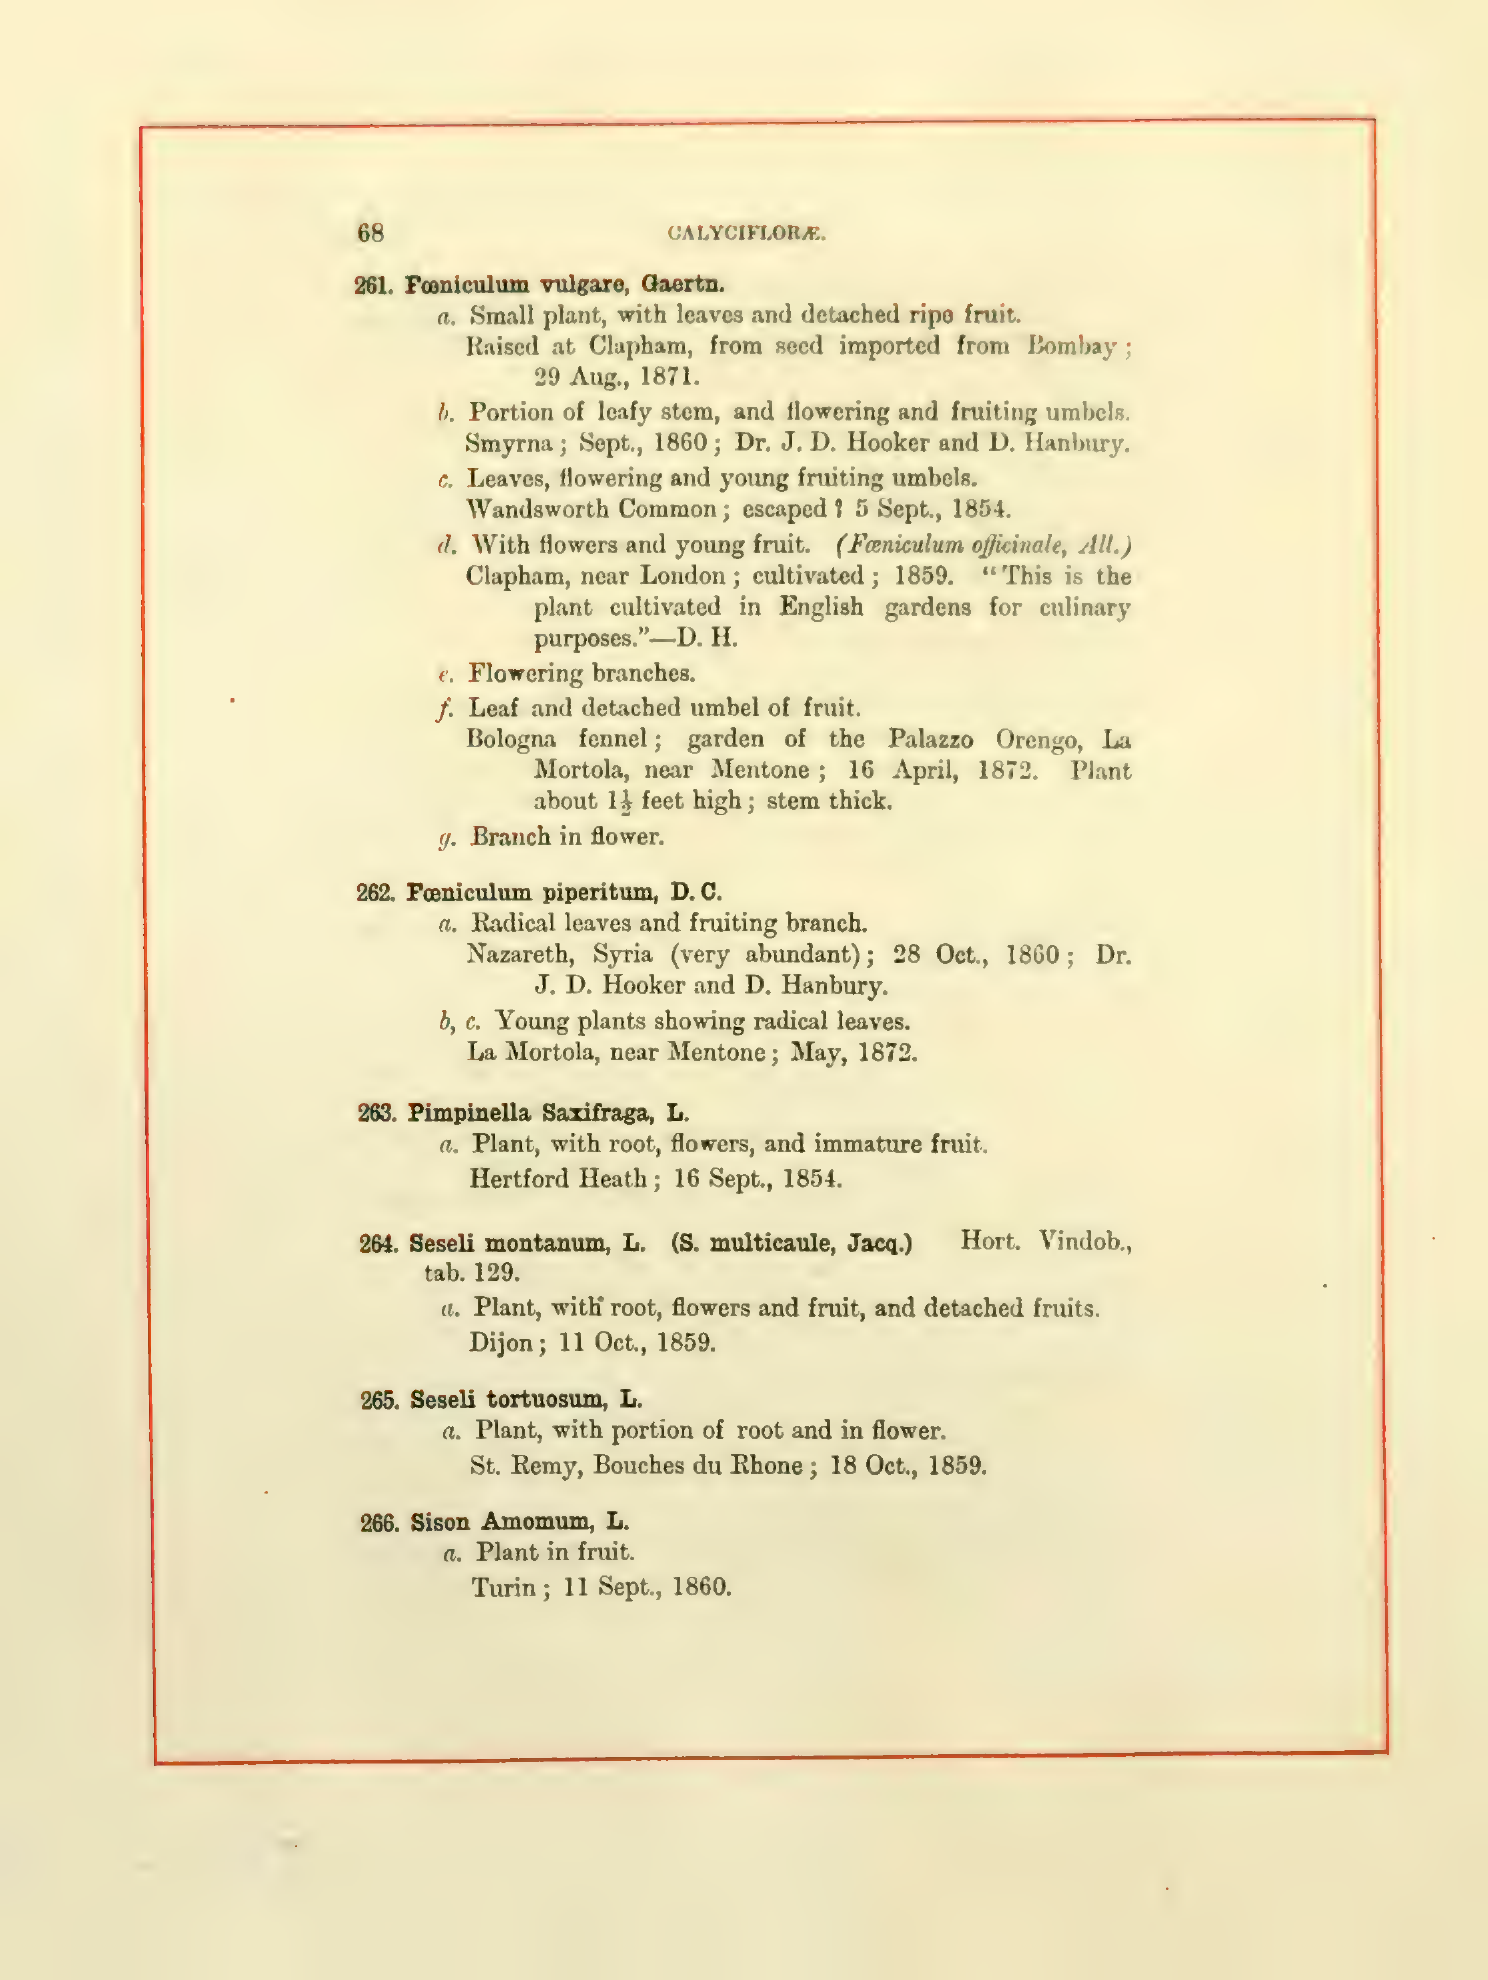 68 CALYCIFLORÆ.
261. Fœniculum vulgare, Gaertn.
a. Small plant, with leaves and detached ripe fruit.
Raised at Clapham, from seed imported from Bombay ;
29 Aug., 1871.
b. Portion of leafy stem, and flowering and fruiting umbels.
Smyrna ; Sept., 1860 ; Dr. J. D. Hooker and D. Hanbury.
c. Leaves, flowering and young fruiting umbels.
Wandsworth Common ; escaped ? 5 Sept., 1854.
d. With flowers and young fruit. (Fœniculum officinale, All.)
Clapham, near London ; cultivated ; 1859. “This is the
plant cultivated in English gardens for culinary
purposes.”—D. H.
e. Flowering branches.
f. Leaf and detached umbel of fruit.
Bologna fennel ; garden of the Palazzo Orengo, La
Mortola, near Mentone ; 16 April, 1872. Plant
about 1½ feet high ; stem thick.
g. Branch in flower.
262. Fœniculum piperitum, D. C.
a. Radical leaves and fruiting branch.
Nazareth, Syria (very abundant) ; 28 Oct., 1860 ; Dr.
J. D. Hooker and D. Hanbury.
b, c. Young plants showing radical leaves.
La Mortola, near Mentone ; May, 1872.
263. Pimpinella Saxifraga, L.
a. Plant, with root, flowers, and immature fruit.
Hertford Heath ; 16 Sept., 1854.
264. Seseli montanum, L. (S. multicaule, Jacq.) Hort. Vindob.,
tab. 129.
a. Plant, with root, flowers and fruit, and detached fruits.
Dijon ; 11 Oct., 1859.
265. Seseli tortuosum, L.
a. Plant, with portion of root and in flower.
St. Remy, Bouches du Rhone ; 18 Oct., 1859.
266. Sison Amomum, L.
a. Plant in fruit.
Turin ; 11 Sept., 1860.